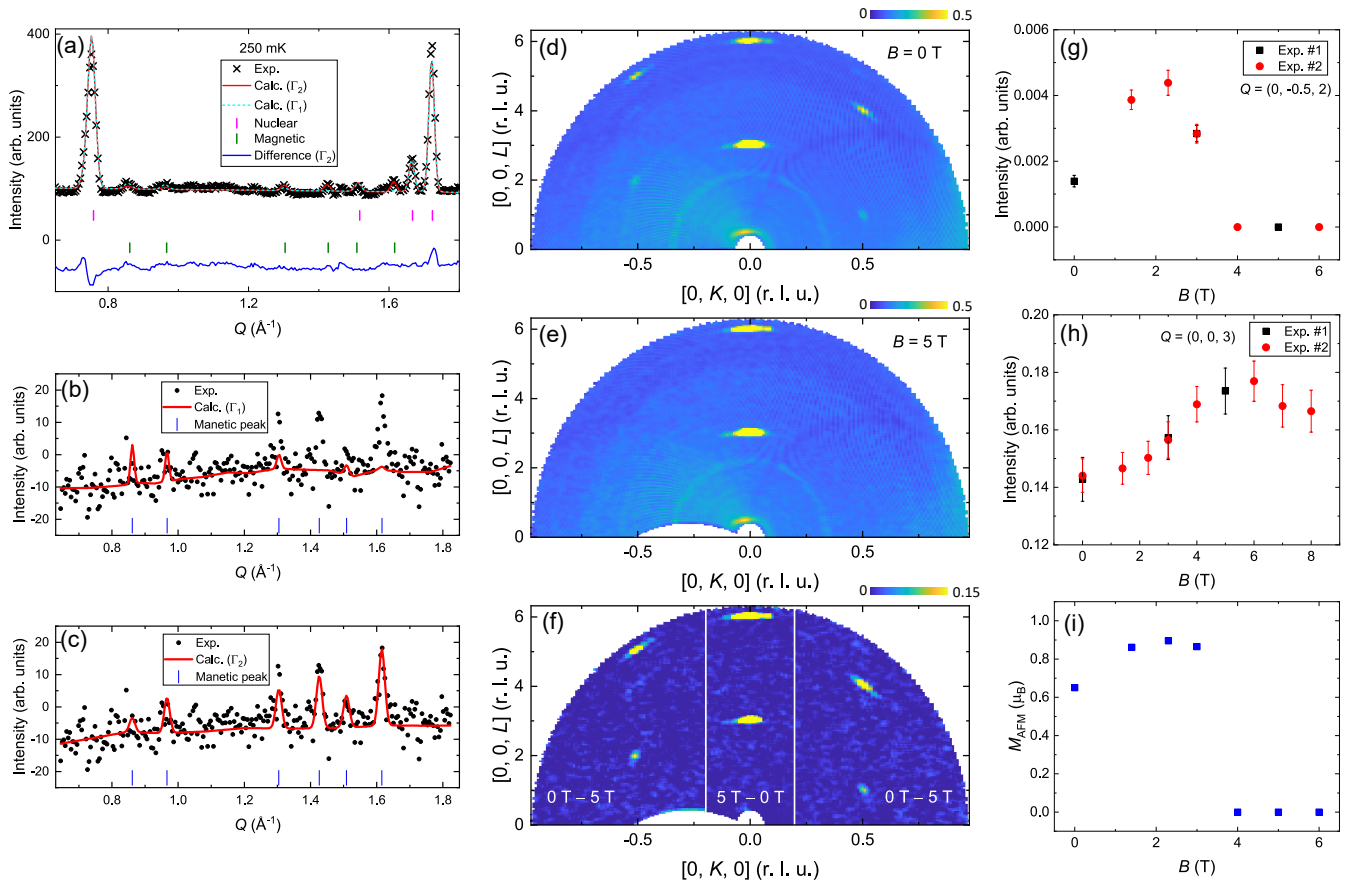 (a)
250 mK
Exp.
Calc. (Γ2)
Calc. (Γ1)
Nuclear
Magnetic
Difference (Γ2)
400
200
0
Intensity (arb. units)
0.8
1.2
1.6
Q (Å-1)
(b)
Exp.
Calc. (Γ1)
Manetic peak
20
10
0
-10
-20
Intensity (arb. units)
0.8 1.0 1.2 1.4 1.6 1.8
Q (Å-1)
(c)
Exp.
Calc. (Γ2)
Manetic peak
20
10
0
-10
-20
Intensity (arb. units)
0.8 1.0 1.2 1.4 1.6 1.8
Q (Å-1)
0 0.5
(d)
B = 0 T
6
4
2
0
[0, 0, L] (r. l. u.)
-0.5 0.0 0.5
[0, K, 0] (r. l. u.)
0 0.5
(e)
B = 5 T
6
4
2
0
[0, 0, L] (r. l. u.)
-0.5 0.0 0.5
[0, K, 0] (r. l. u.)
0 0.15
(f)
6
4
2
0
[0, 0, L] (r. l. u.)
0 T – 5 T
5 T – 0 T
0 T – 5 T
-0.5 0.0 0.5
[0, K, 0] (r. l. u.)
(g)
Exp. #1
Exp. #2
Q = (0, -0.5, 2)
0.006
0.004
0.002
0.000
Intensity (arb. units)
0 2 4 6
B (T)
(h)
Q = (0, 0, 3)
Exp. #1
Exp. #2
0.20
0.18
0.16
0.14
0.12
Intensity (arb. units)
0 2 4 6 8
B (T)
(i)
1.0
0.8
0.6
0.4
0.2
0.0
MAFM (μB)
0 2 4 6
B (T)